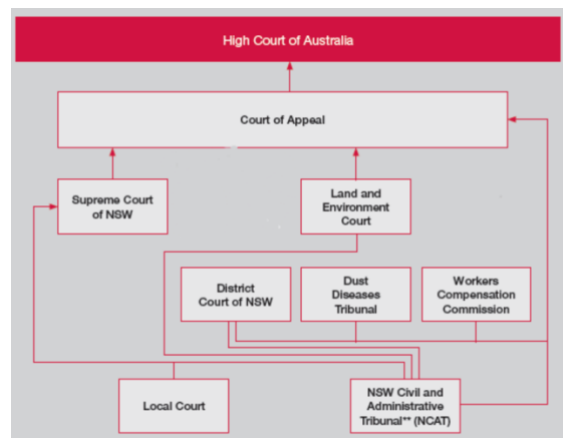 High Court of Australia
Court of Appeal
Supreme Court
of NSW
Land and
Environment
Court
District
Court of NSW
Dust
Diseases
Tribunal
Workers
Compensation
Commission
Local Court
NSW Civil and
Administrative
Tribunal** (NCAT)